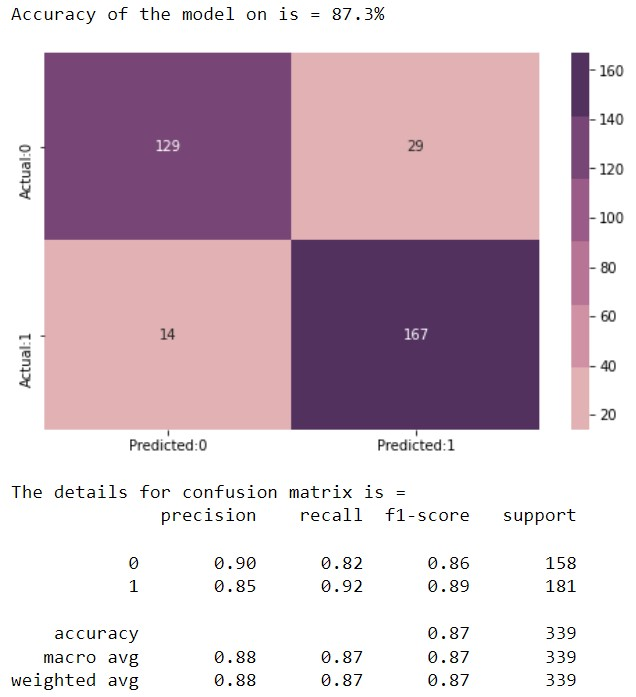 Accuracy of the model on is = 87.3%
160
140
120
100
80
60
40
20
Actual:0
129 29
Actual:1
14 167
Predicted:0 Predicted:1
The details for confusion matrix is =
precision recall f1-score support
0 0.90 0.82 0.86 158
1 0.85 0.92 0.89 181
accuracy 0.87 339
macro avg 0.88 0.87 0.87 339
weighted avg 0.88 0.87 0.87 339